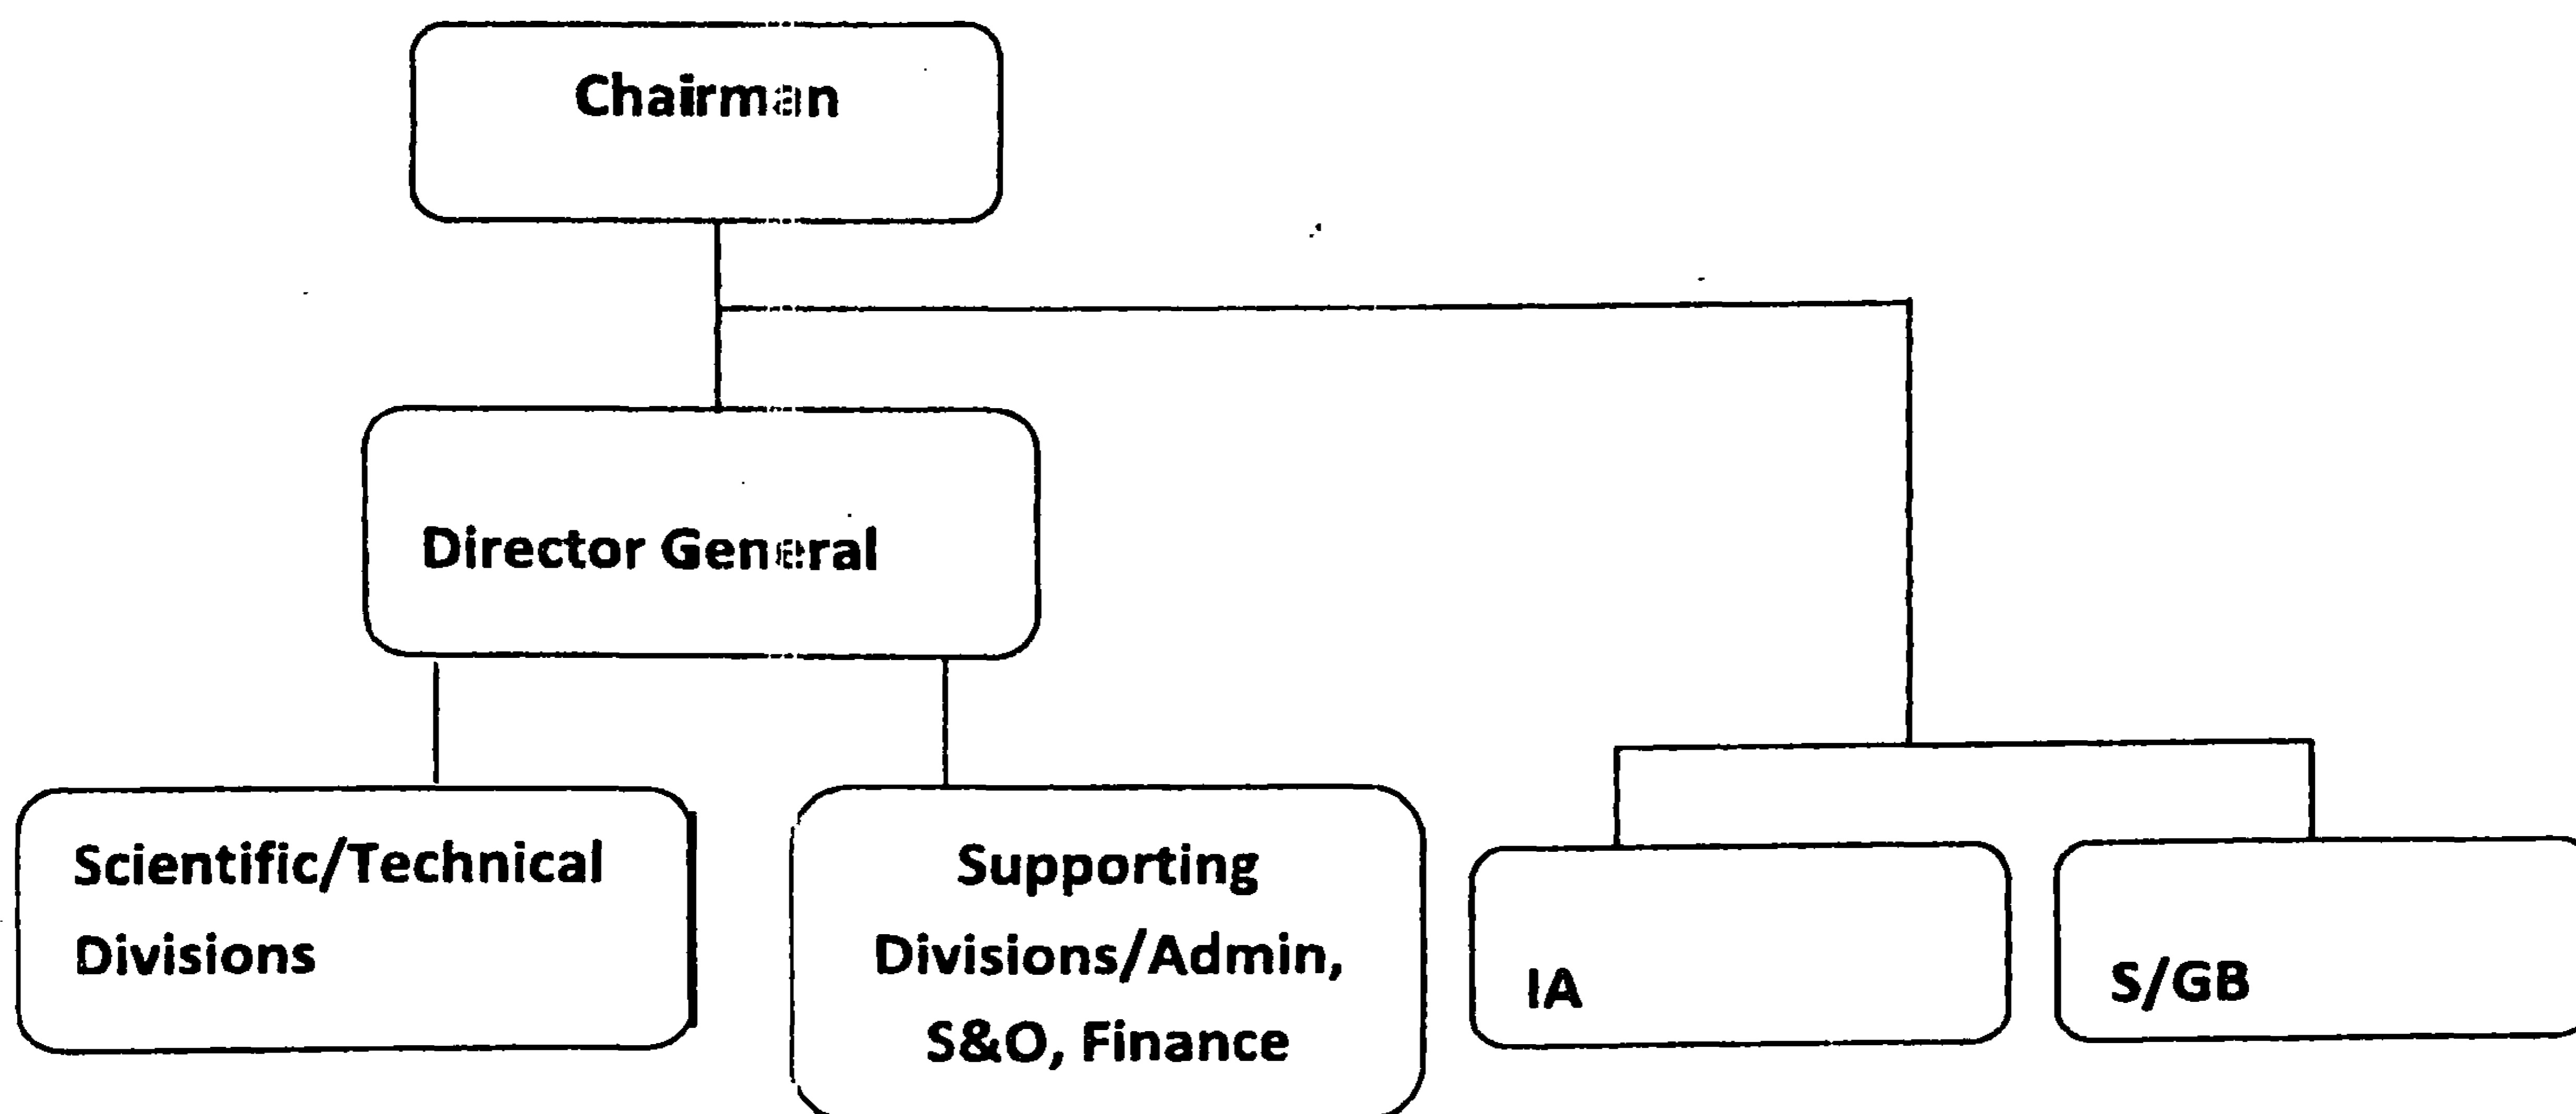 Chairman
Director General
Scientific/Technical
Divisions
Supporting
Divisions/Admin,
S&O, Finance
IA
S/GB